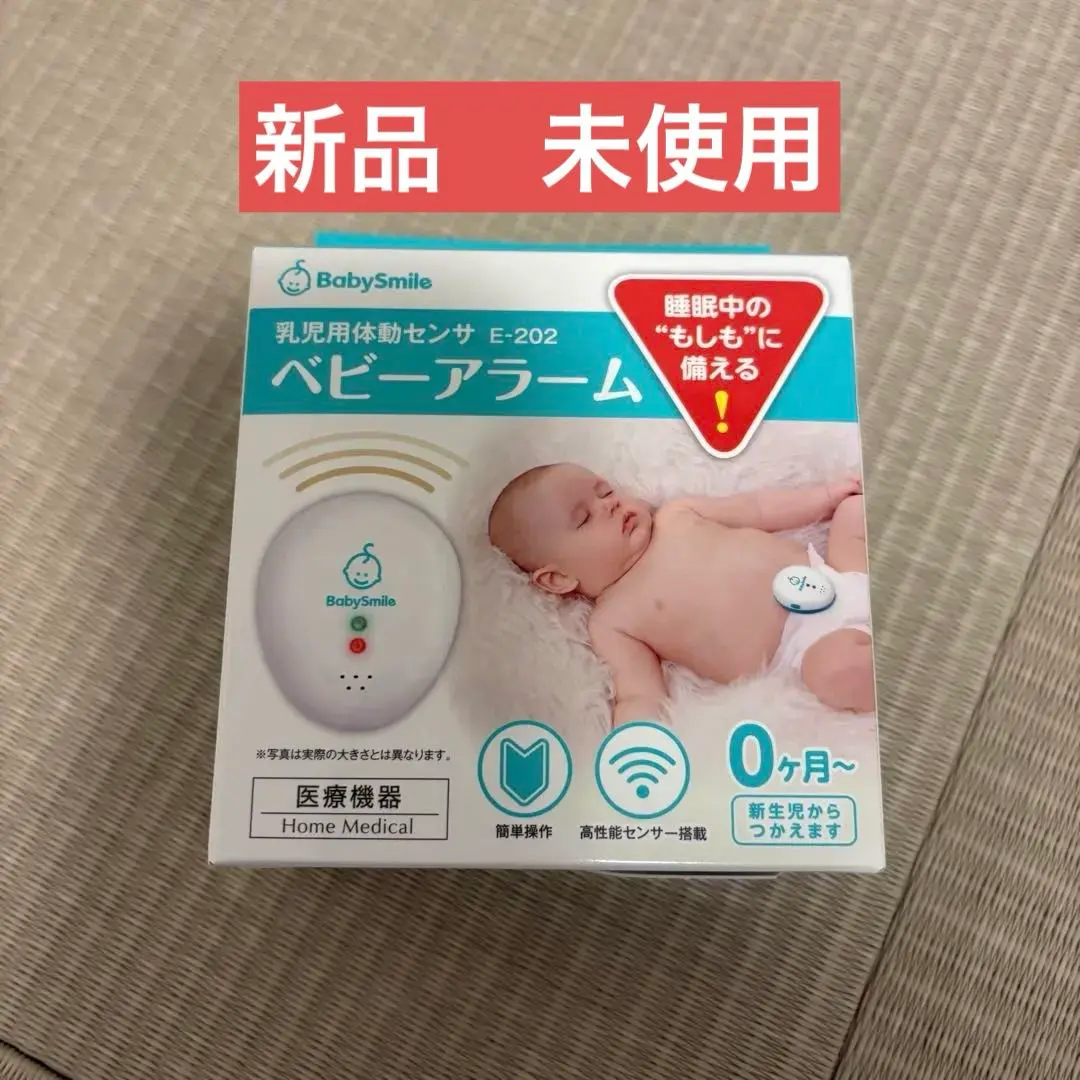 新品　未使用
BabySmile
乳児用体動センサ E-202
ベビーアラーム
睡眠中の
“もしも”に
備える
!
BabySmile
※写真は実際の大きさとは異なります。
医療機器
Home Medical
簡単操作
高性能センサー搭載
0ヶ月～
新生児から
つかえます